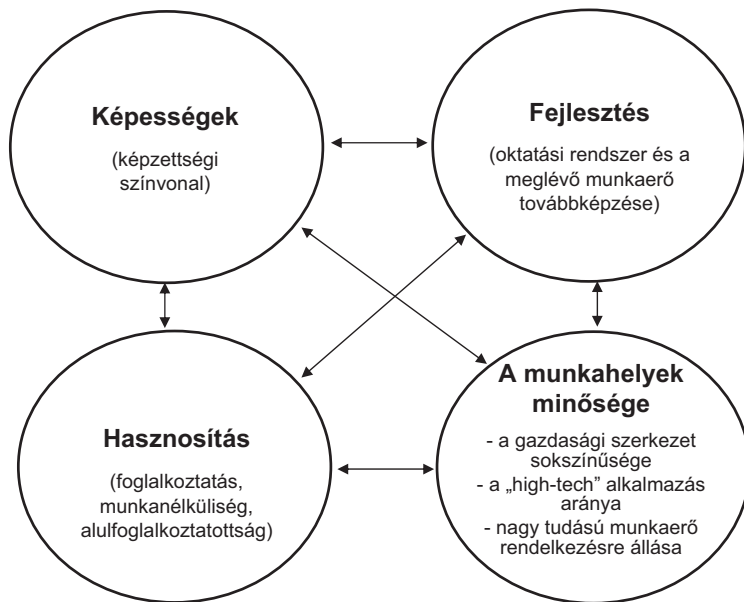 Képességek
(képzettségi
színvonal)
Fejlesztés
(oktatási rendszer és a
meglévő munkaerő
továbbképzése)
Hasznosítás
(foglalkoztatás,
munkanélküliség,
alulfoglalkoztatottság)
A munkahelyek
minősége
- a gazdasági szerkezet
sokszínűsége
- a „high-tech” alkalmazás
aránya
- nagy tudású munkaerő
rendelkezésre állása